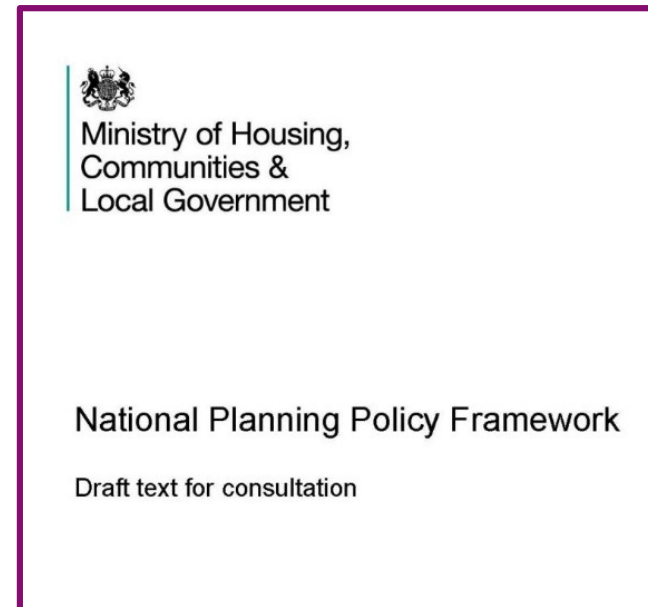 Ministry of Housing,
Communities &
Local Government
National Planning Policy Framework
Draft text for consultation